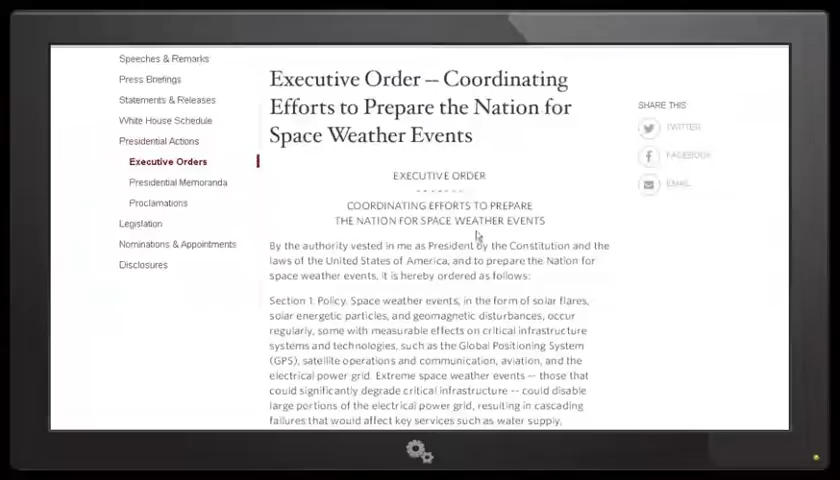 Speeches & Remarks
Press Briefings
Statements & Releases
White House Schedule
Presidential Actions
Executive Orders
Presidential Memoranda
Proclamations
Legislation
Nominations & Appointments
Disclosures
Executive Order -- Coordinating
Efforts to Prepare the Nation for
Space Weather Events
EXECUTIVE ORDER
- - - - - - -
COORDINATING EFFORTS TO PREPARE
THE NATION FOR SPACE WEATHER EVENTS
By the authority vested in me as President by the Constitution and the
laws of the United States of America, and to prepare the Nation for
space weather events, it is hereby ordered as follows:
Section 1. Policy. Space weather events, in the form of solar flares,
solar energetic particles, and geomagnetic disturbances, occur
regularly, some with measurable effects on critical infrastructure
systems and technologies, such as the Global Positioning System
(GPS), satellite operations and communication, aviation, and the
electrical power grid. Extreme space weather events -- those that
could significantly degrade critical infrastructure -- could disable
large portions of the electrical power grid, resulting in cascading
failures that would affect key services such as water supply,
SHARE THIS:
TWITTER
FACEBOOK
EMAIL